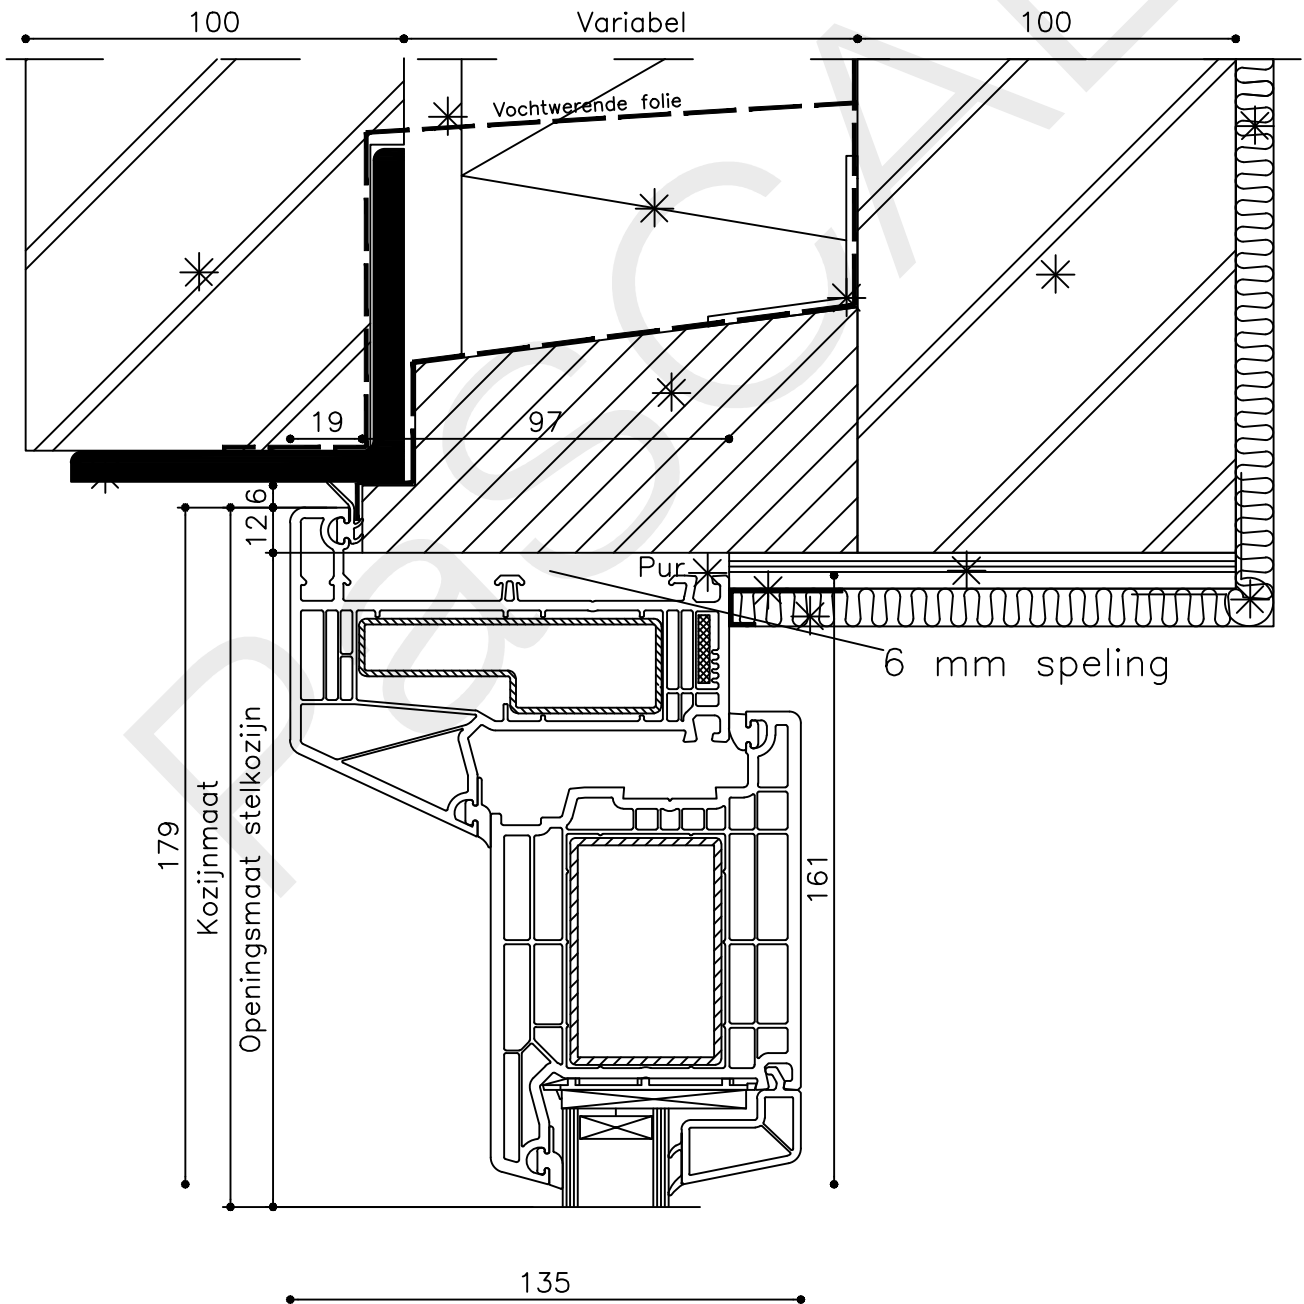 100 Variabel 100
Vochtwerende folie
19 97
6
12
Pur
6 mm speling
179
Kozijnmaat
Openingsmaat stelkozijn
161
135
PaSCAL